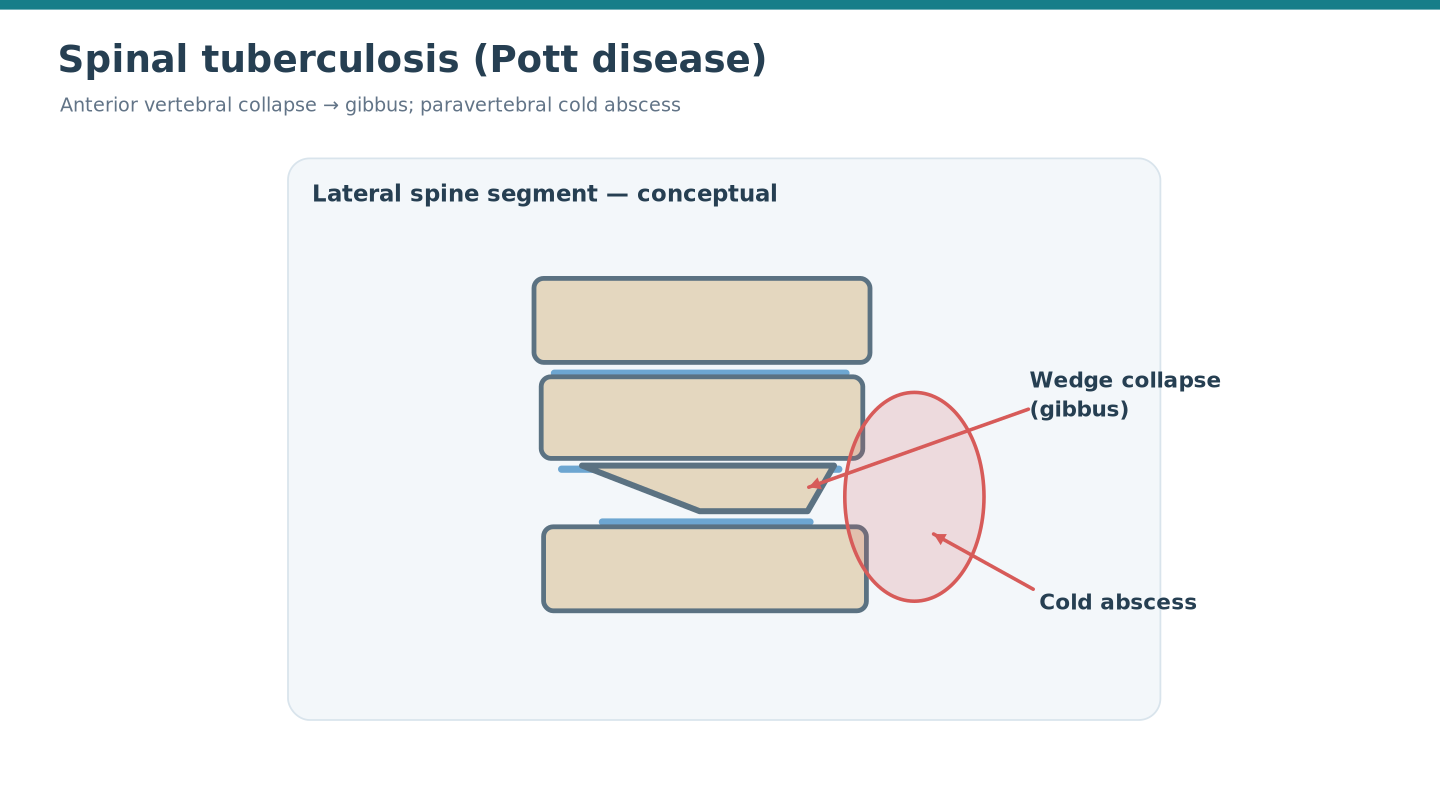 Spinal tuberculosis (Pott disease)
Anterior vertebral collapse → gibbus; paravertebral cold abscess
Lateral spine segment — conceptual
Wedge collapse
(gibbus)
Cold abscess